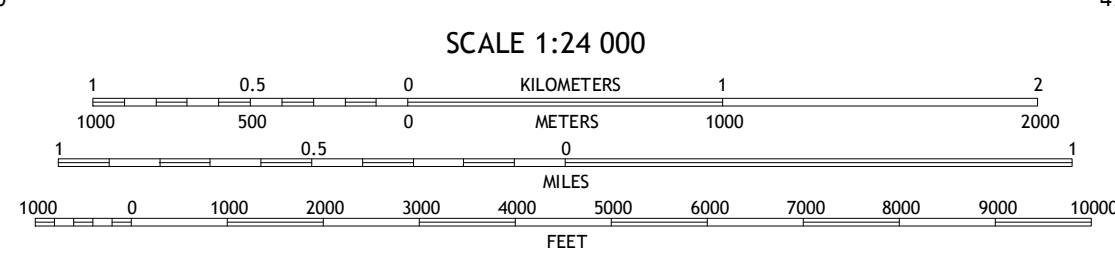 SCALE 1:24 000
1 0.5 0 KILOMETERS 1 2
1000 500 0 METERS 1000 2000
1 0.5 0 1
MILES
1000 0 1000 2000 3000 4000 5000 6000 7000 8000 9000 10000
FEET